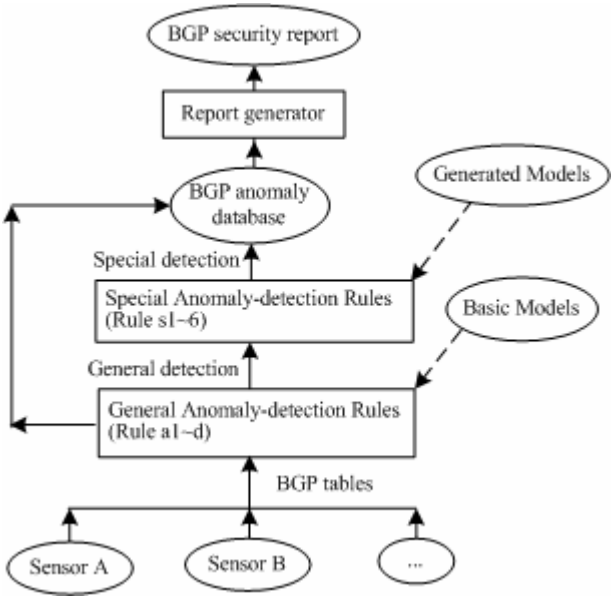 BGP security report
Report generator
BGP anomaly
database
Generated Models
Special detection
Special Anomaly-detection Rules
(Rule s1~6)
Basic Models
General detection
General Anomaly-detection Rules
(Rule a1~d)
BGP tables
Sensor A
Sensor B
...